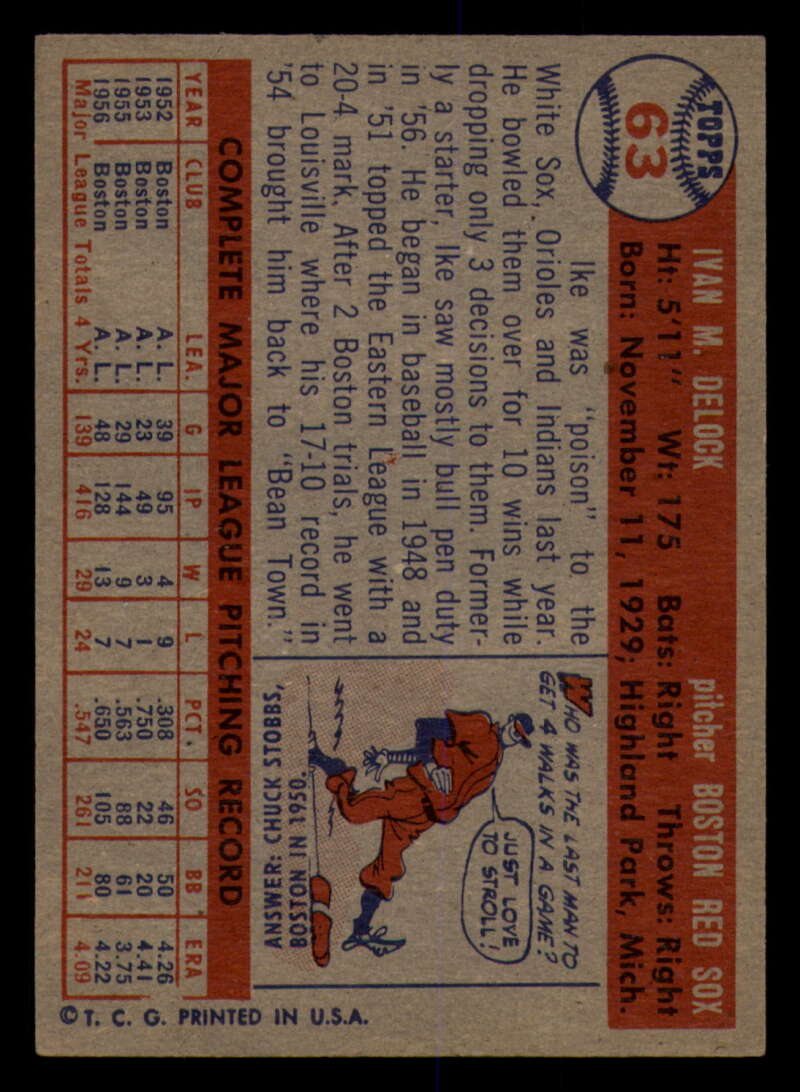 TOPPS
63
IVAN M. DELOCK pitcher BOSTON RED SOX
Ht: 5'11" Wt: 175 Bats: Right Throws: Right
Born: November 11, 1929; Highland Park, Mich.
Ike was "poison" to the
White Sox, Orioles and Indians last year.
He bowled them over for 10 wins while
dropping only 3 decisions to them. Former-
ly a starter, Ike saw mostly bull pen duty
in '56. He began in baseball in 1948 and
in '51 topped the Eastern League with a
20-4 mark. After 2 Boston trials, he went
to Louisville where his 17-10 record in
'54 brought him back to "Bean Town."
WHO WAS THE LAST MAN TO
GET 4 WALKS IN A GAME?
JUST LOVE
TO STROLL!
ANSWER: CHUCK STOBBS,
BOSTON IN 1950.
COMPLETE MAJOR LEAGUE PITCHING RECORD
YEAR CLUB LEA. G IP W L PCT. SO BB ERA
1952 Boston A. L. 39 95 4 9 .308 46 50 4.26
1953 Boston A. L. 23 49 3 1 .750 22 20 4.41
1955 Boston A. L. 29 144 9 7 .563 88 61 3.75
1956 Boston A. L. 48 128 13 7 .650 105 80 4.22
Major League Totals 4 Yrs. 139 416 29 24 .547 261 211 4.09
© T. C. G. PRINTED IN U.S.A.